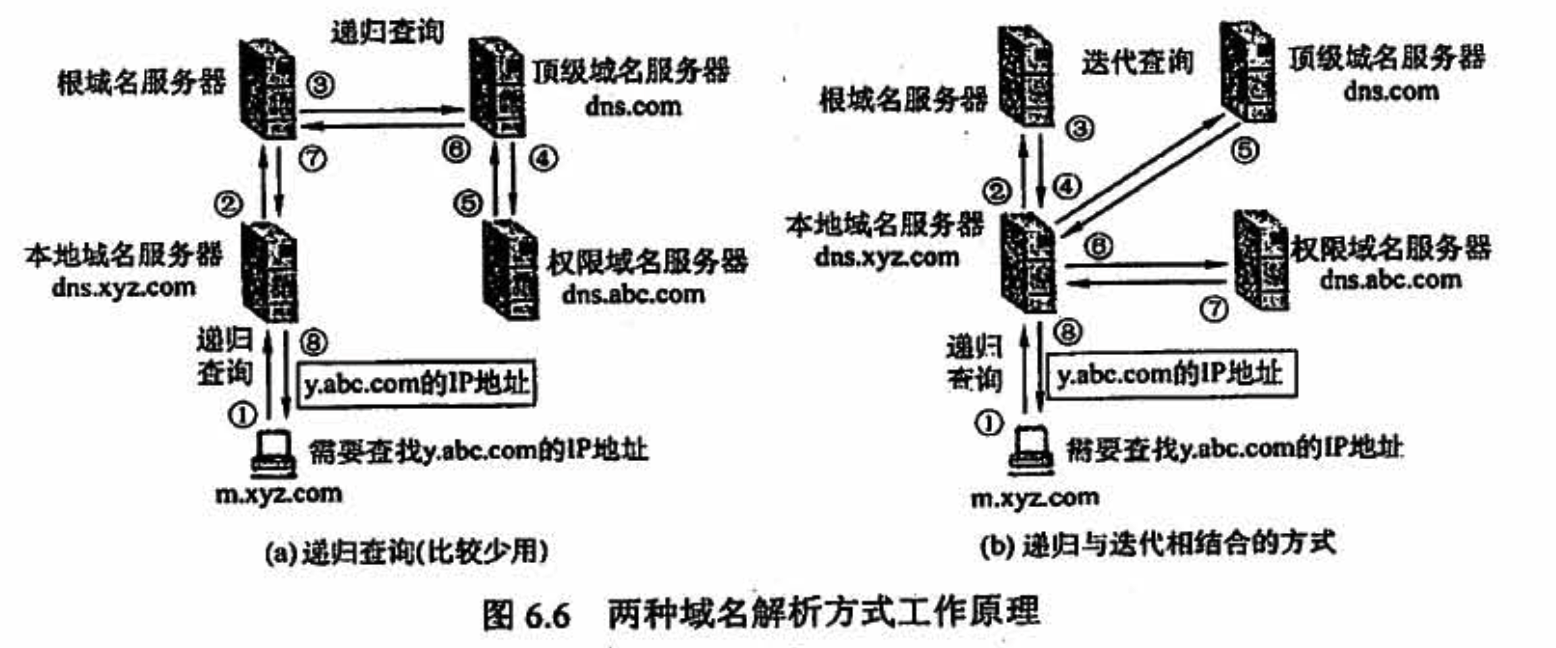 递归查询
根域名服务器
③
顶级域名服务器
dns.com
⑦
⑥
④
②
⑤
本地域名服务器
dns.xyz.com
权限域名服务器
dns.abc.com
递归
查询
⑧
y.abc.com的IP地址
①
需要查找y.abc.com的IP地址
m.xyz.com
(a)递归查询(比较少用)
迭代查询
根域名服务器
顶级域名服务器
dns.com
③
⑤
②
④
本地域名服务器
dns.xyz.com
⑥
权限域名服务器
dns.abc.com
⑦
递归
查询
⑧
y.abc.com的IP地址
①
需要查找y.abc.com的IP地址
m.xyz.com
(b)递归与迭代相结合的方式
图 6.6 两种域名解析方式工作原理